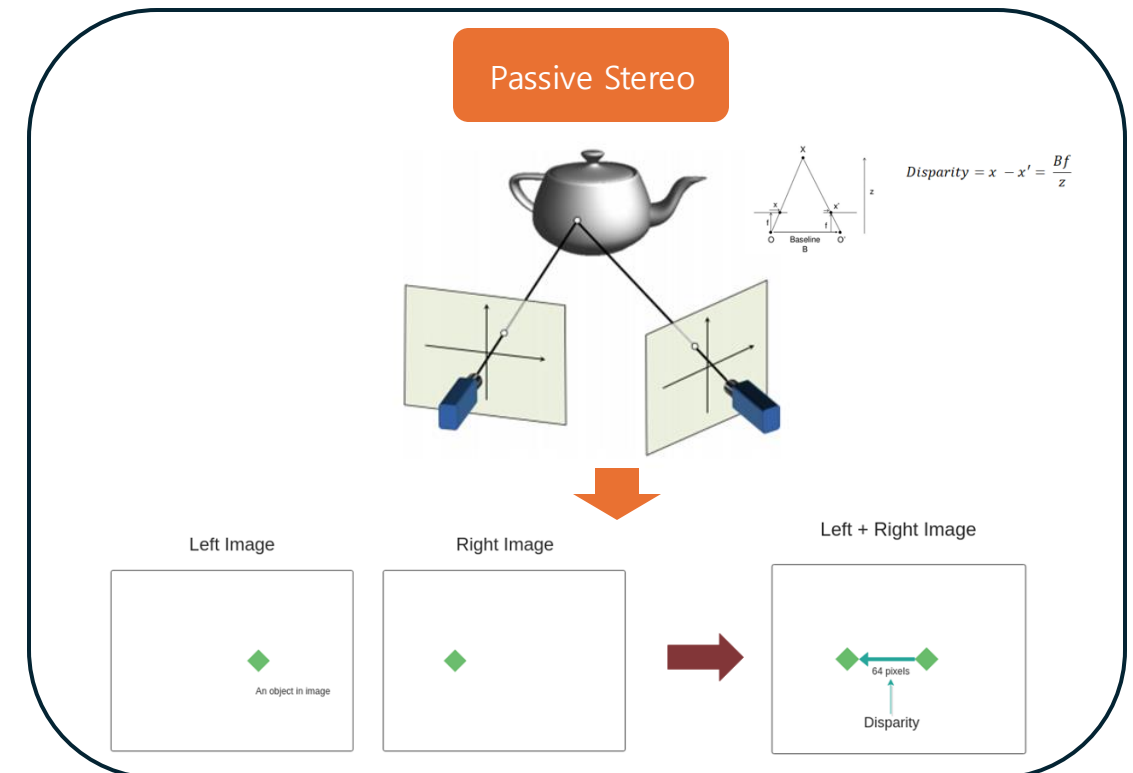 Passive Stereo
X
x
x'
z
f
f
O
Baseline
O'
B
Disparity = x − x' = Bf / z
Left Image
Right Image
Left + Right Image
An object in image
64 pixels
Disparity